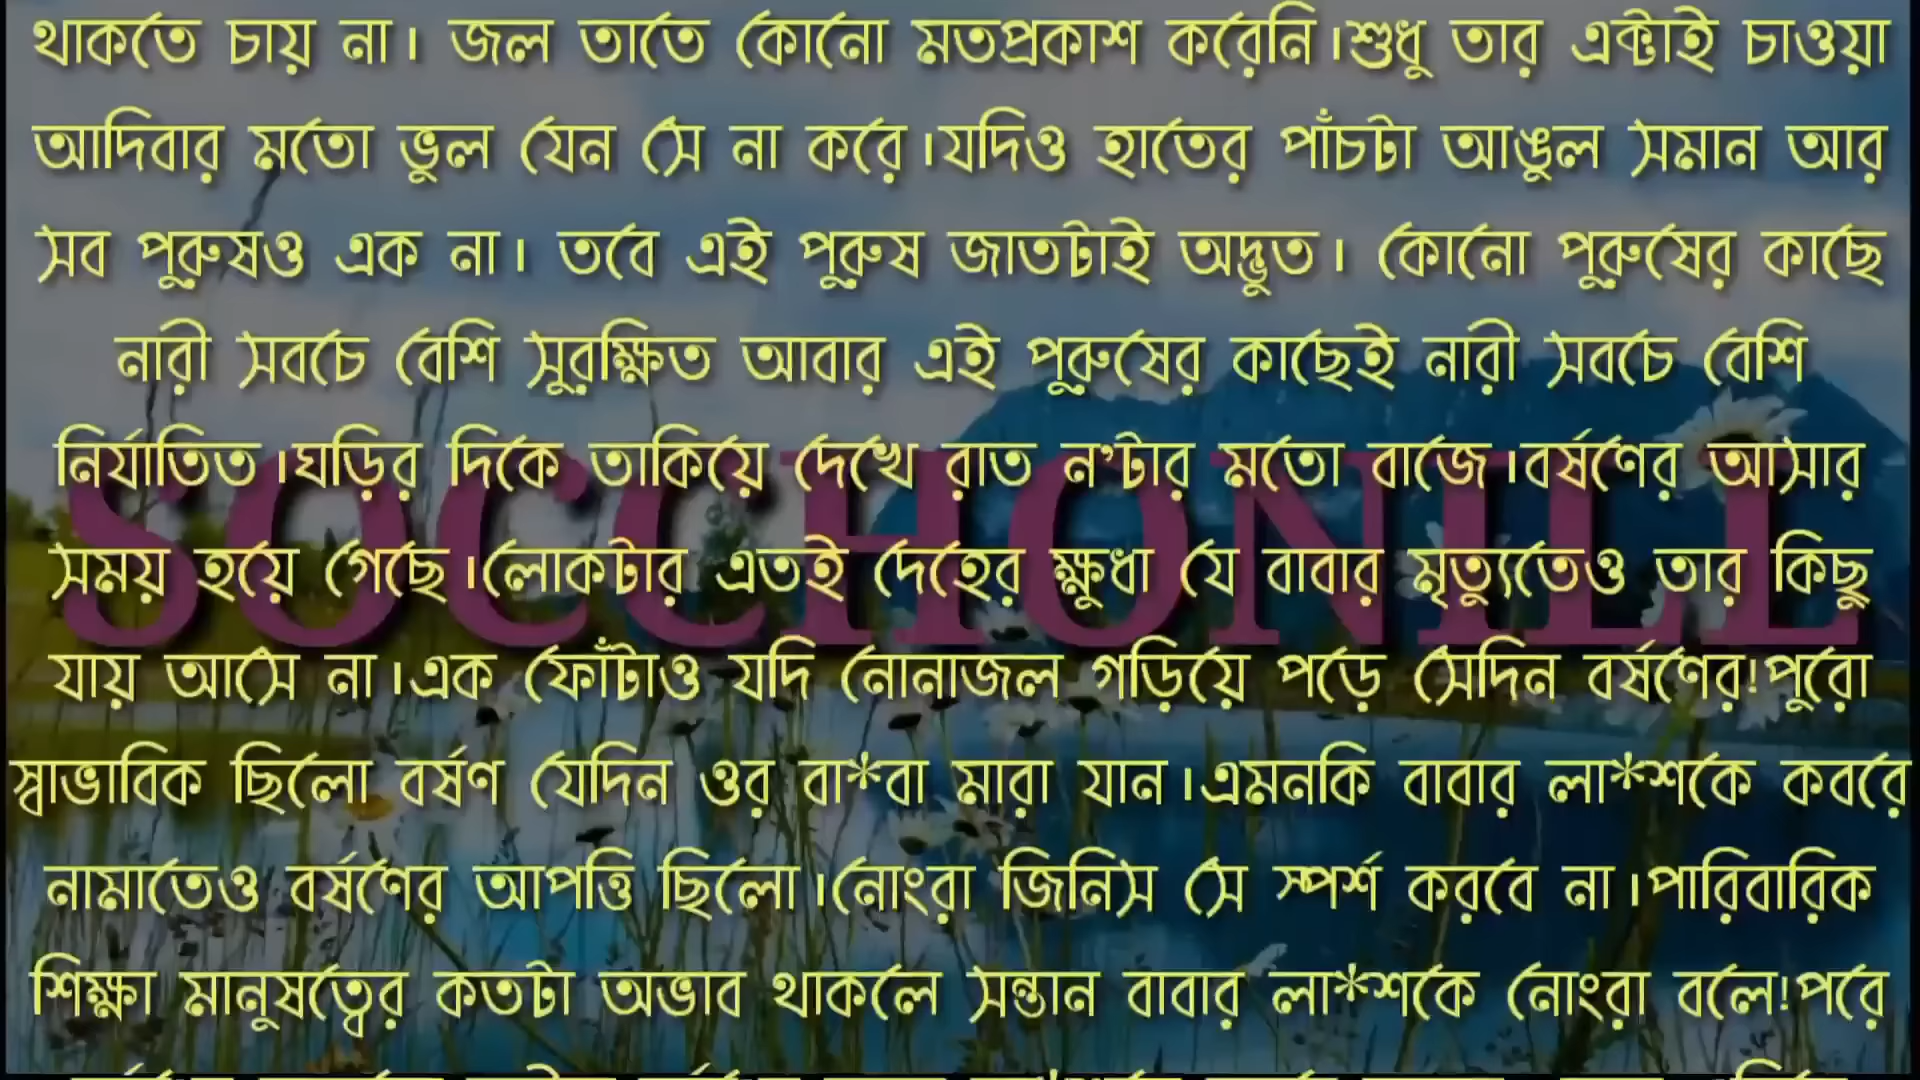 থাকতে চায় না। জল তাতে কোনো মতপ্রকাশ করেনি।শুধু তার এক্টাই চাওয়া
আদিবার মতো ভুল যেন সে না করে।যদিও হাতের পাঁচটা আঙুল সমান আর
সব পুরুষও এক না। তবে এই পুরুষ জাতটাই অদ্ভুত। কোনো পুরুষের কাছে
নারী সবচে বেশি সুরক্ষিত আবার এই পুরুষের কাছেই নারী সবচে বেশি
নির্যাতিত।ঘড়ির দিকে তাকিয়ে দেখে রাত ন'টার মতো বাজে।বর্ষণের আসার
SOCCHONILL
সময় হয়ে গেছে।লোকটার এতই দেহের ক্ষুধা যে বাবার মৃত্যুতেও তার কিছু
যায় আসে না।এক ফোঁটাও যদি নোনাজল গড়িয়ে পড়ে সেদিন বর্ষণের!পুরো
স্বাভাবিক ছিলো বর্ষণ যেদিন ওর বা*বা মারা যান।এমনকি বাবার লা*শকে কবরে
নামাতেও বর্ষণের আপত্তি ছিলো।নোংরা জিনিস সে স্পর্শ করবে না।পারিবারিক
শিক্ষা মানুষত্বের কতটা অভাব থাকলে সন্তান বাবার লা*শকে নোংরা বলে!পরে